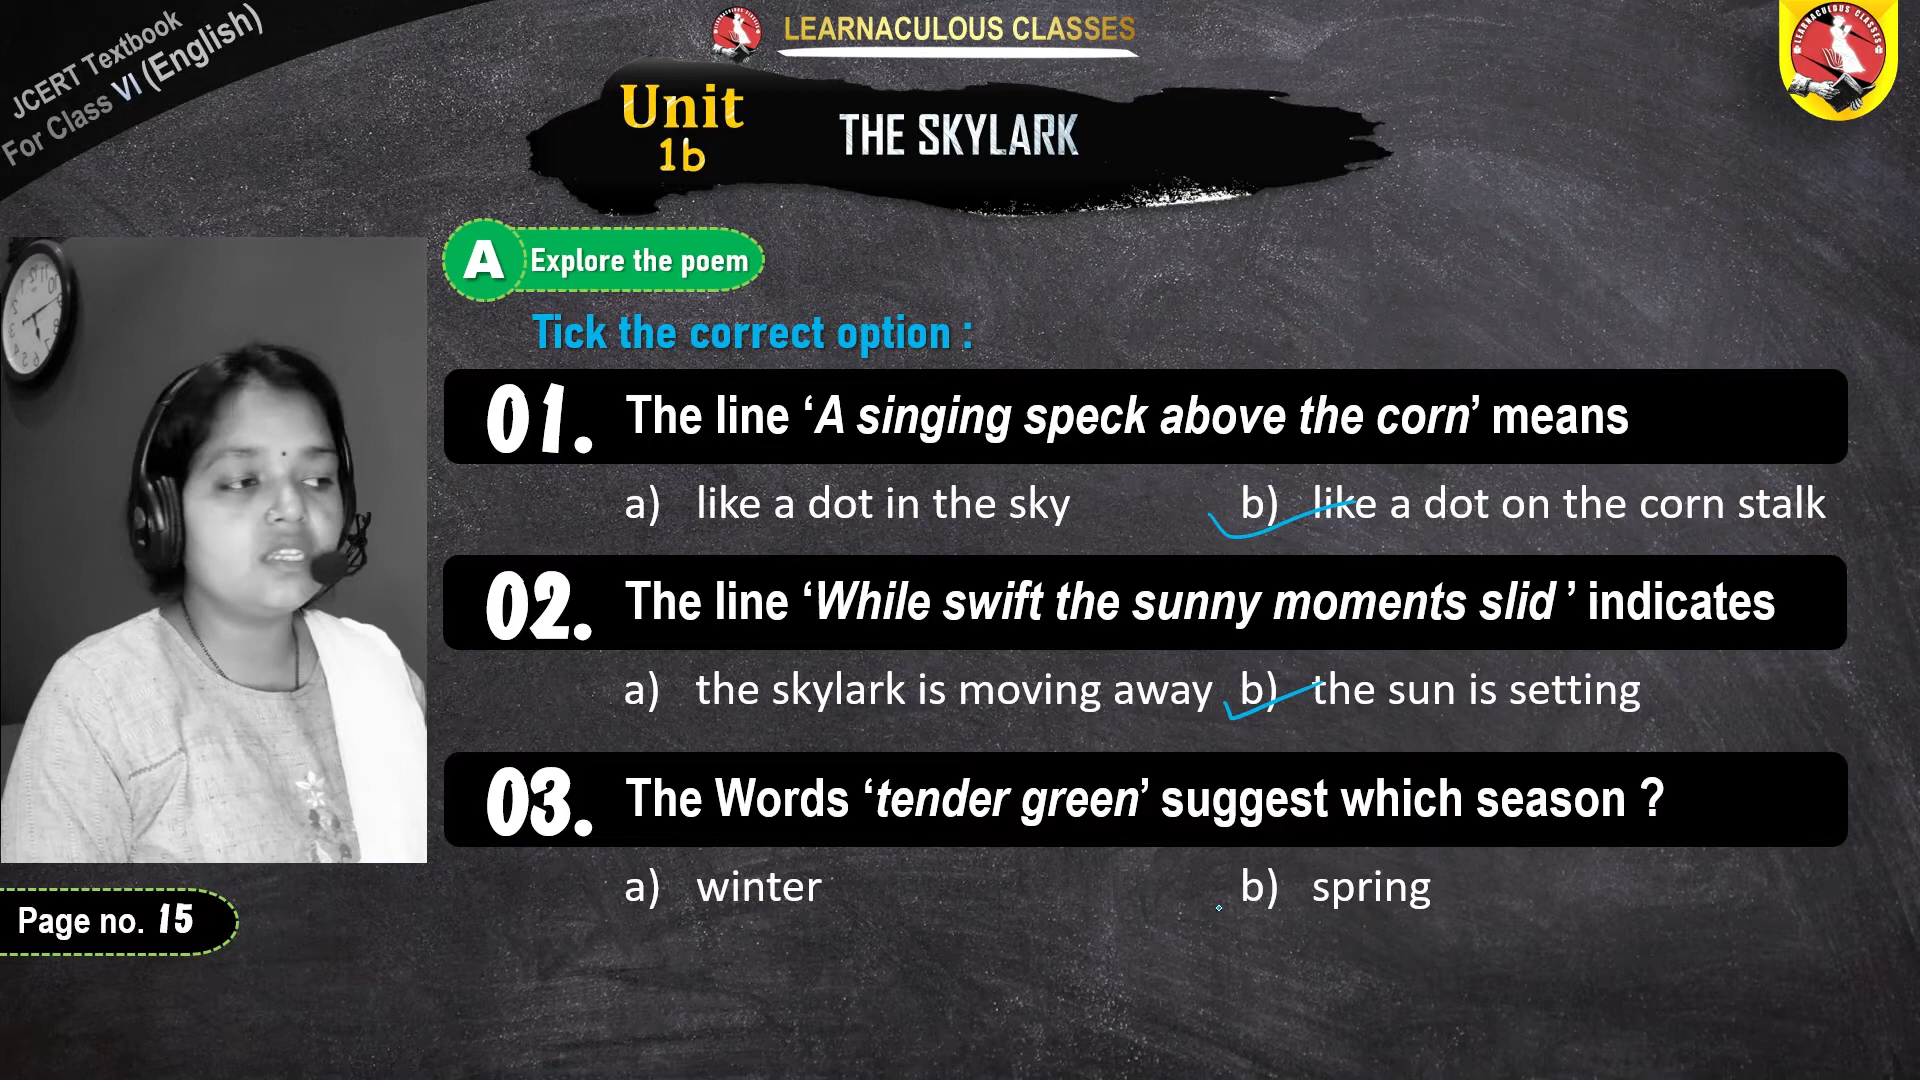 JCERT Textbook
For Class VI (English)
LEARNACULOUS CLASSES
LEARNACULOUS CLASSES
Unit
1b
THE SKYLARK
A Explore the poem
Tick the correct option :
01. The line ‘A singing speck above the corn’ means
a) like a dot in the sky b) like a dot on the corn stalk
02. The line ‘While swift the sunny moments slid ’ indicates
a) the skylark is moving away b) the sun is setting
03. The Words ‘tender green’ suggest which season ?
a) winter b) spring
Page no. 15